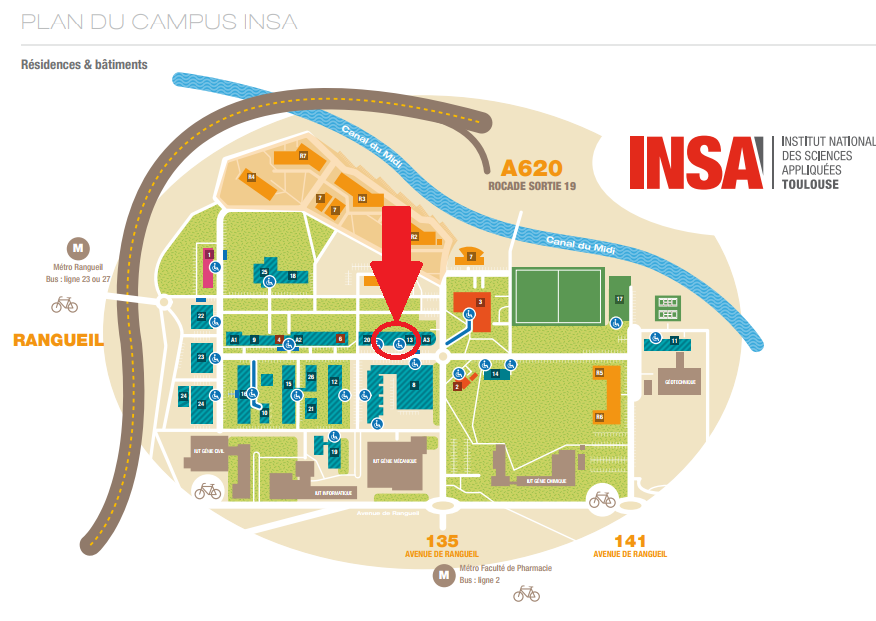 PLAN DU CAMPUS INSA
Résidences & bâtiments
Canal du Midi
A620
ROCADE SORTIE 19
INSA
INSTITUT NATIONAL
DES SCIENCES
APPLIQUÉES
TOULOUSE
R7
R4
R3
7
7
R2
M
Métro Rangueil
Bus : ligne 23 ou 27
RANGUEIL
1
25
18
7
Canal du Midi
3
17
22
A1
9
4
A2
6
20
13
A3
11
23
24
24
16
10
15
26
21
12
8
2
14
R5
R6
GÉOTECHNIQUE
19
IUT GÉNIE CIVIL
IUT INFORMATIQUE
IUT GÉNIE MÉCANIQUE
IUT GÉNIE CHIMIQUE
Avenue de Rangueil
135
AVENUE DE RANGUEIL
141
AVENUE DE RANGUEIL
M
Métro Faculté de Pharmacie
Bus : ligne 2